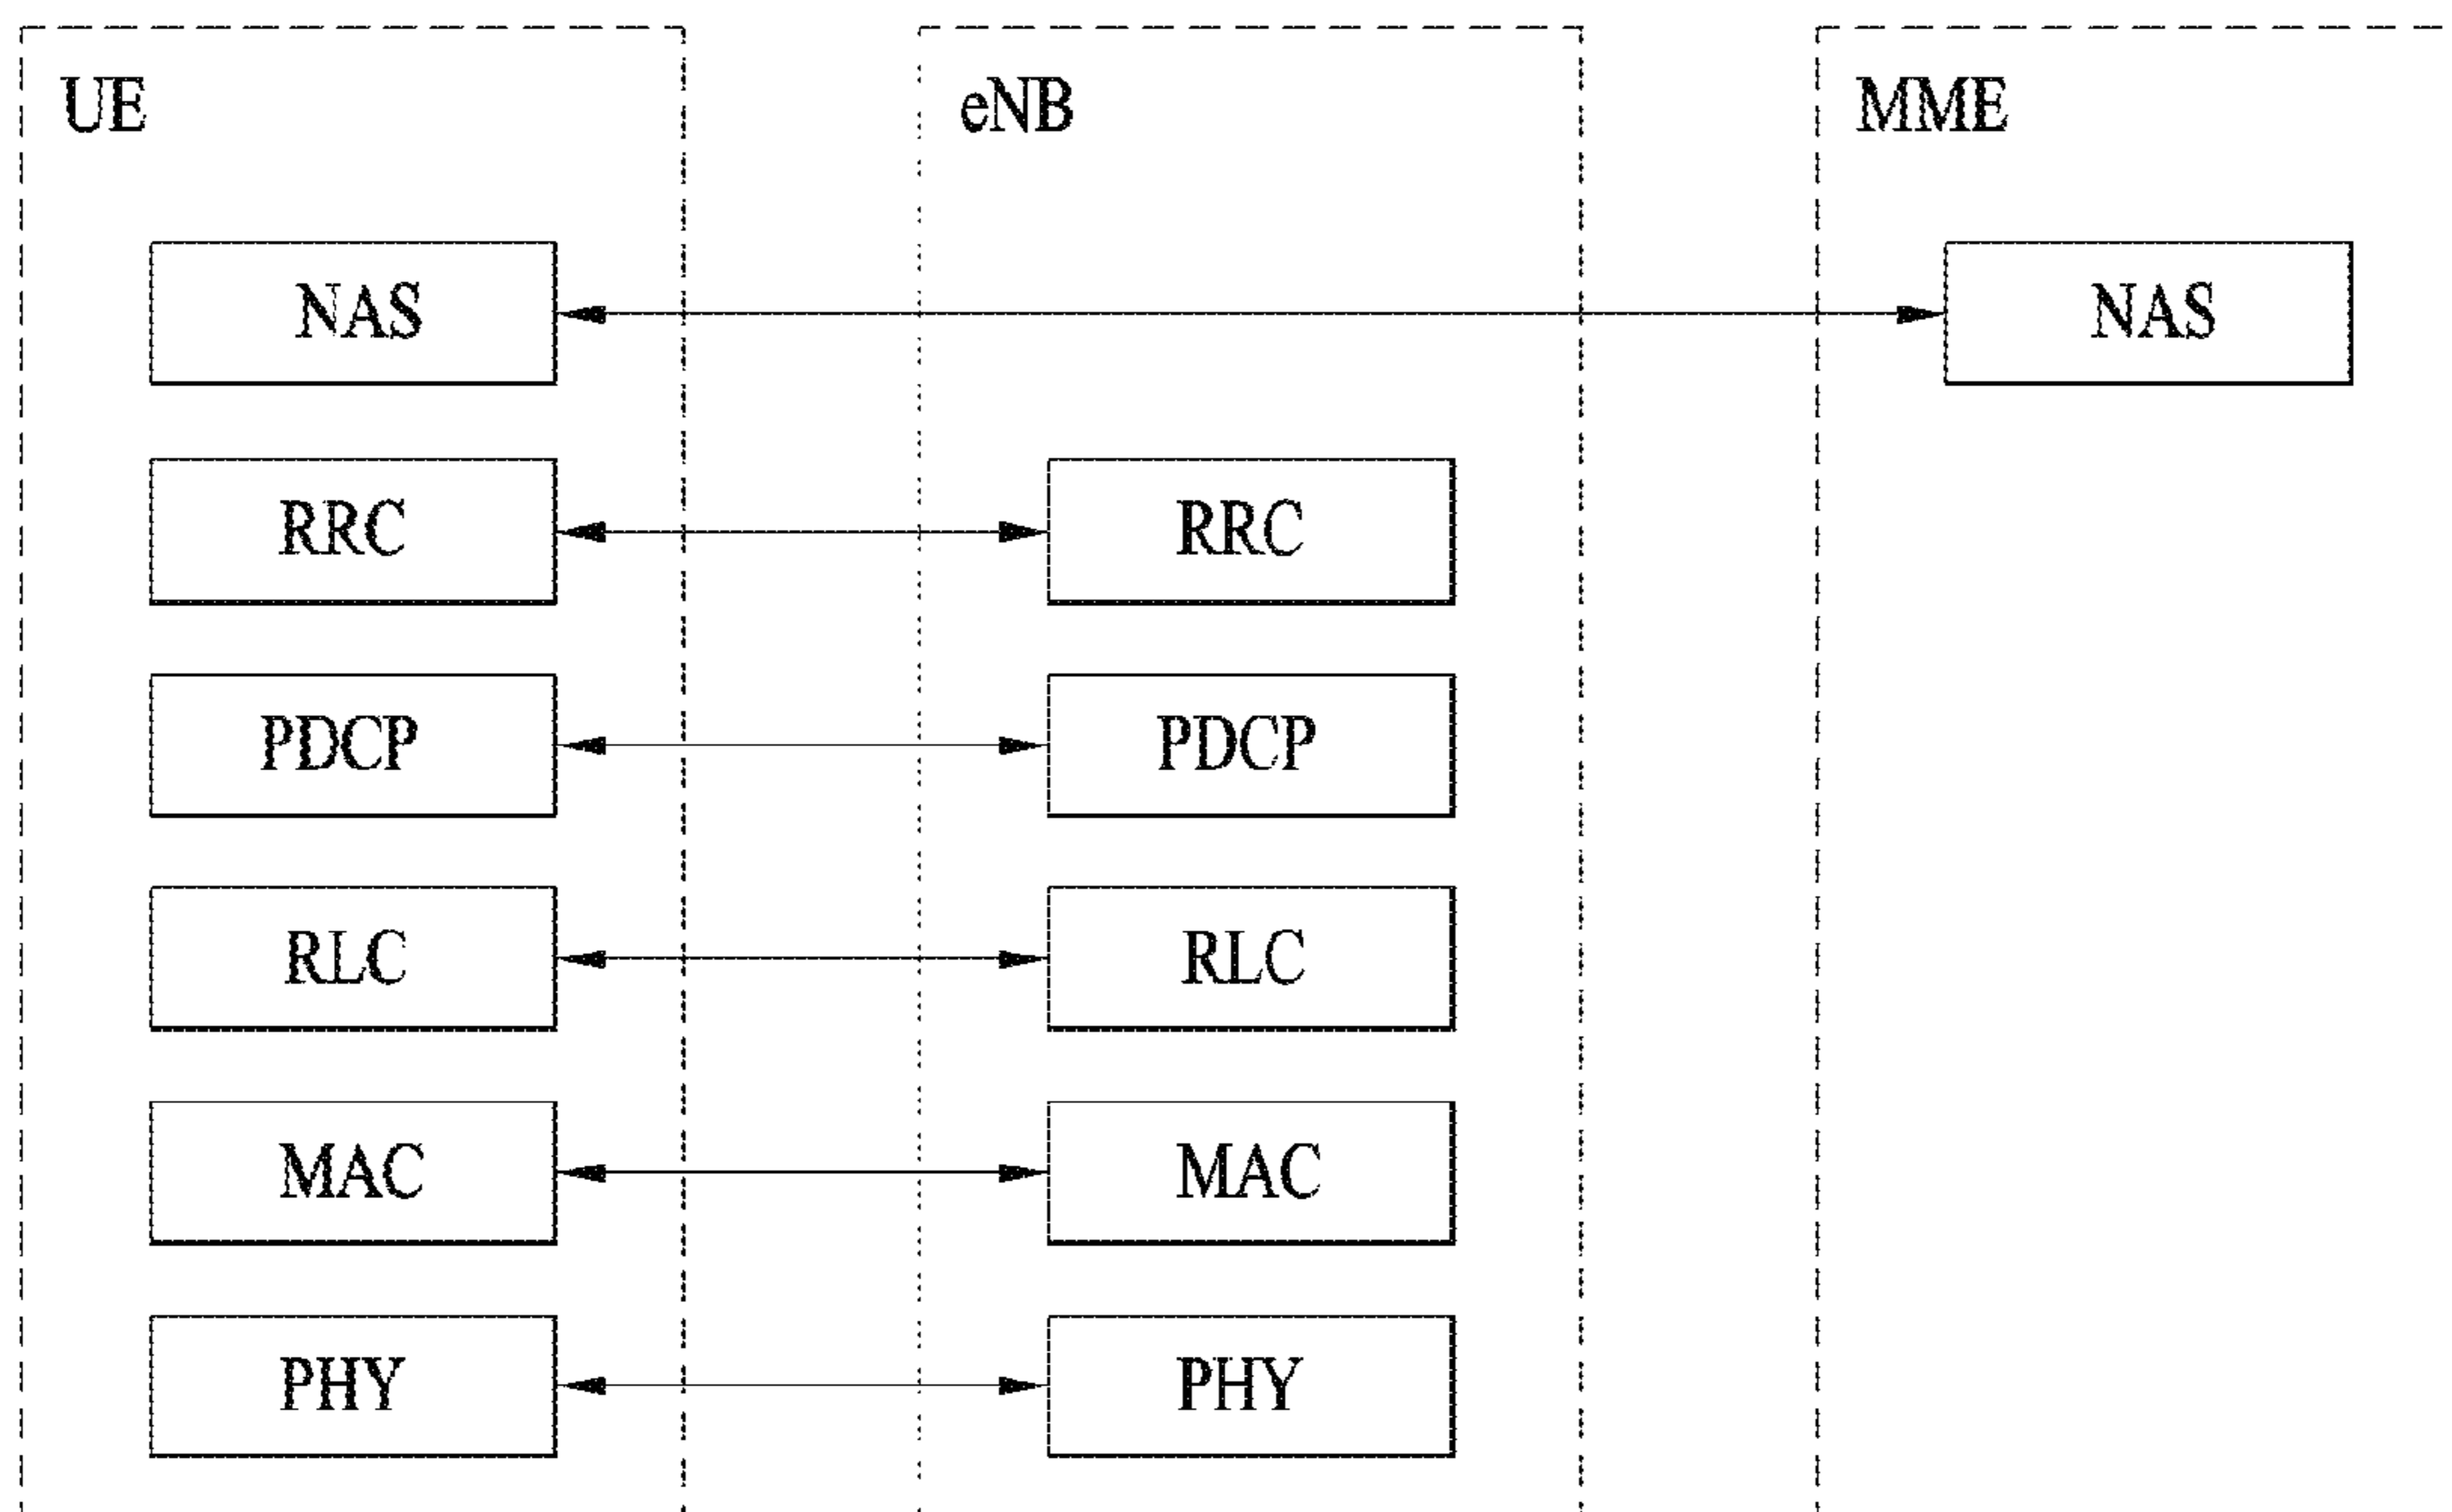 UE eNB MME
NAS NAS
RRC RRC
PDCP PDCP
RLC RLC
MAC MAC
PHY PHY